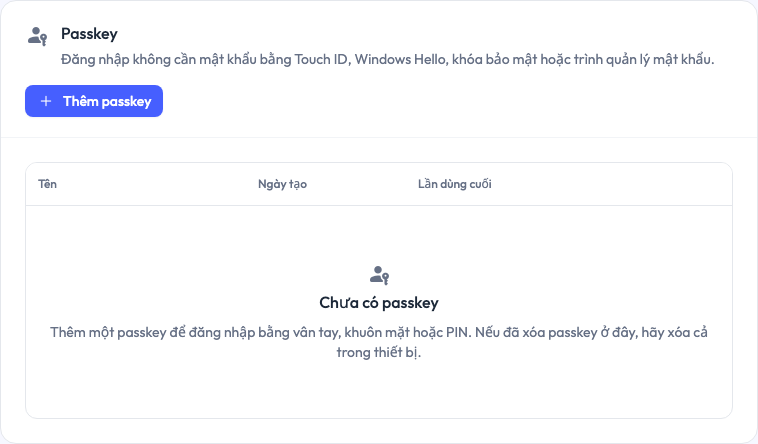 Passkey
Đăng nhập không cần mật khẩu bằng Touch ID, Windows Hello, khóa bảo mật hoặc trình quản lý mật khẩu.
Thêm passkey
Tên Ngày tạo Lần dùng cuối
Chưa có passkey
Thêm một passkey để đăng nhập bằng vân tay, khuôn mặt hoặc PIN. Nếu đã xóa passkey ở đây, hãy xóa cả
trong thiết bị.